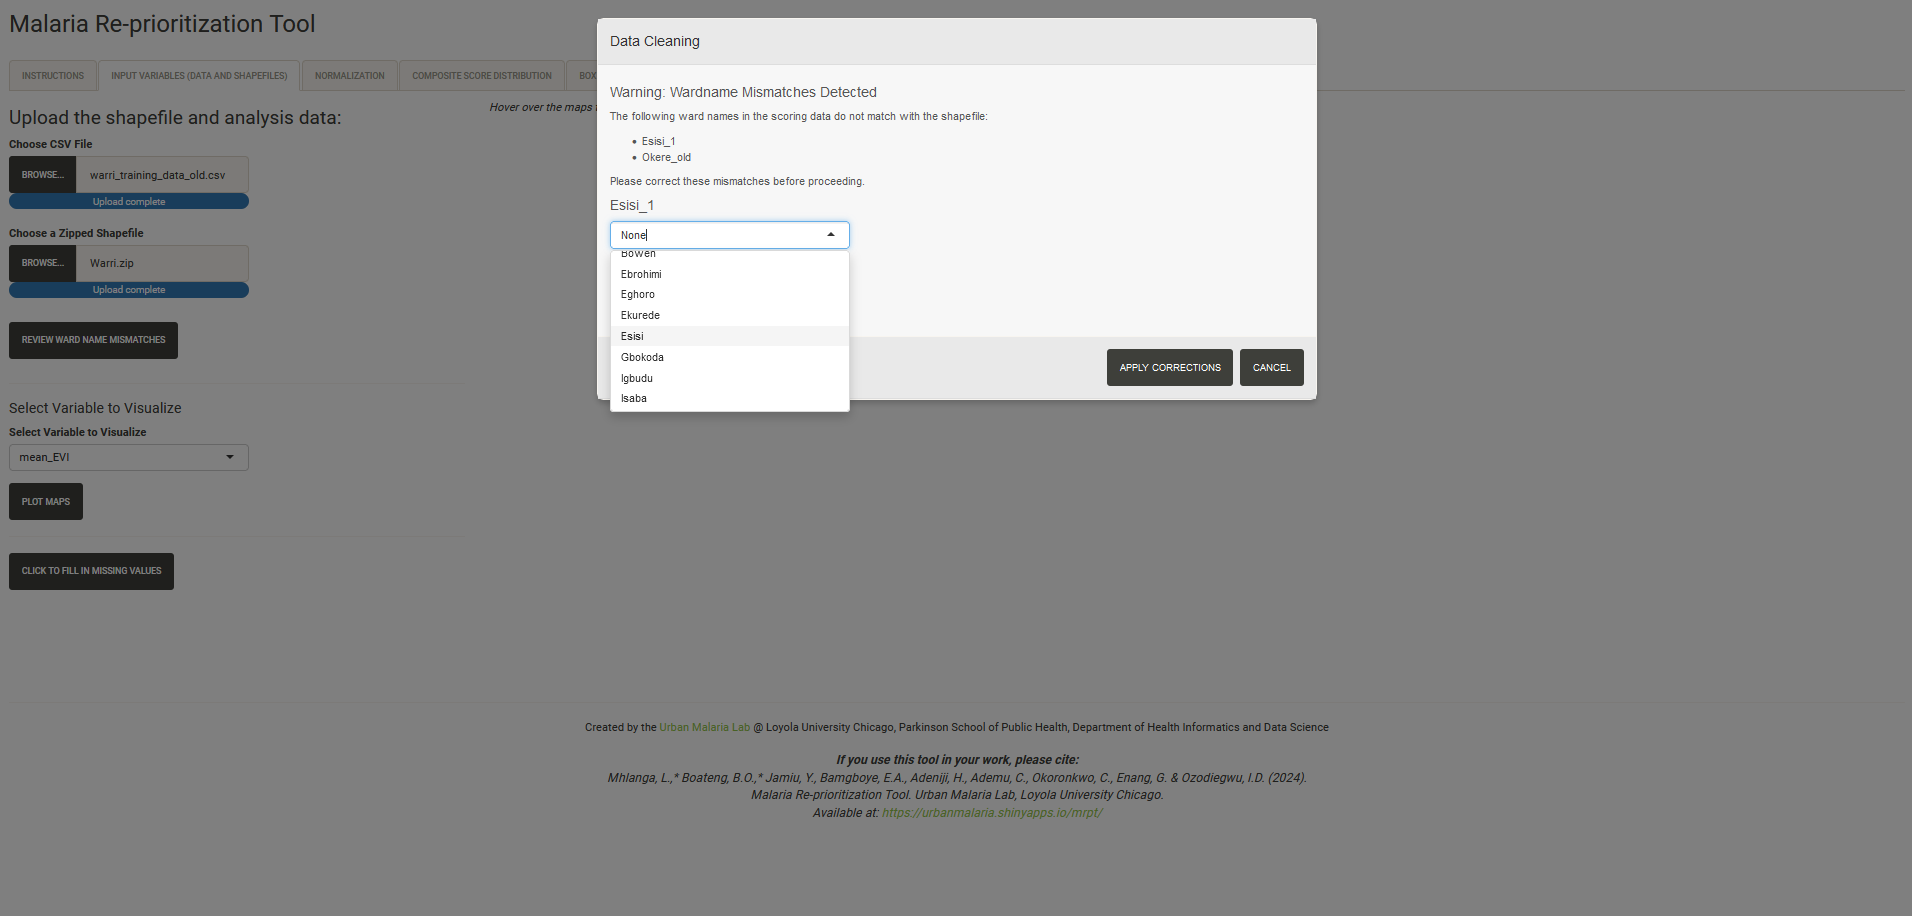 Malaria Re-prioritization Tool
INSTRUCTIONS
INPUT VARIABLES (DATA AND SHAPEFILES)
NORMALIZATION
COMPOSITE SCORE DISTRIBUTION
BOX
Upload the shapefile and analysis data:
Choose CSV File
BROWSE...
warri_training_data_old.csv
Upload complete
Choose a Zipped Shapefile
BROWSE...
Warri.zip
Upload complete
REVIEW WARD NAME MISMATCHES
Select Variable to Visualize
Select Variable to Visualize
mean_EVI
PLOT MAPS
CLICK TO FILL IN MISSING VALUES
Hover over the maps
Data Cleaning
Warning: Wardname Mismatches Detected
The following ward names in the scoring data do not match with the shapefile:
Esisi_1
Okere_old
Please correct these mismatches before proceeding.
Esisi_1
None
Bowen
Ebrohimi
Eghoro
Ekurede
Esisi
Gbokoda
Igbudu
Isaba
APPLY CORRECTIONS
CANCEL
Created by the Urban Malaria Lab @ Loyola University Chicago, Parkinson School of Public Health, Department of Health Informatics and Data Science
If you use this tool in your work, please cite:
Mhlanga, L.,* Boateng, B.O.,* Jamiu, Y., Bamgboye, E.A., Adeniji, H., Ademu, C., Okoronkwo, C., Enang, G. & Ozodiegwu, I.D. (2024).
Malaria Re-prioritization Tool. Urban Malaria Lab, Loyola University Chicago.
Available at: https://urbanmalaria.shinyapps.io/mrpt/